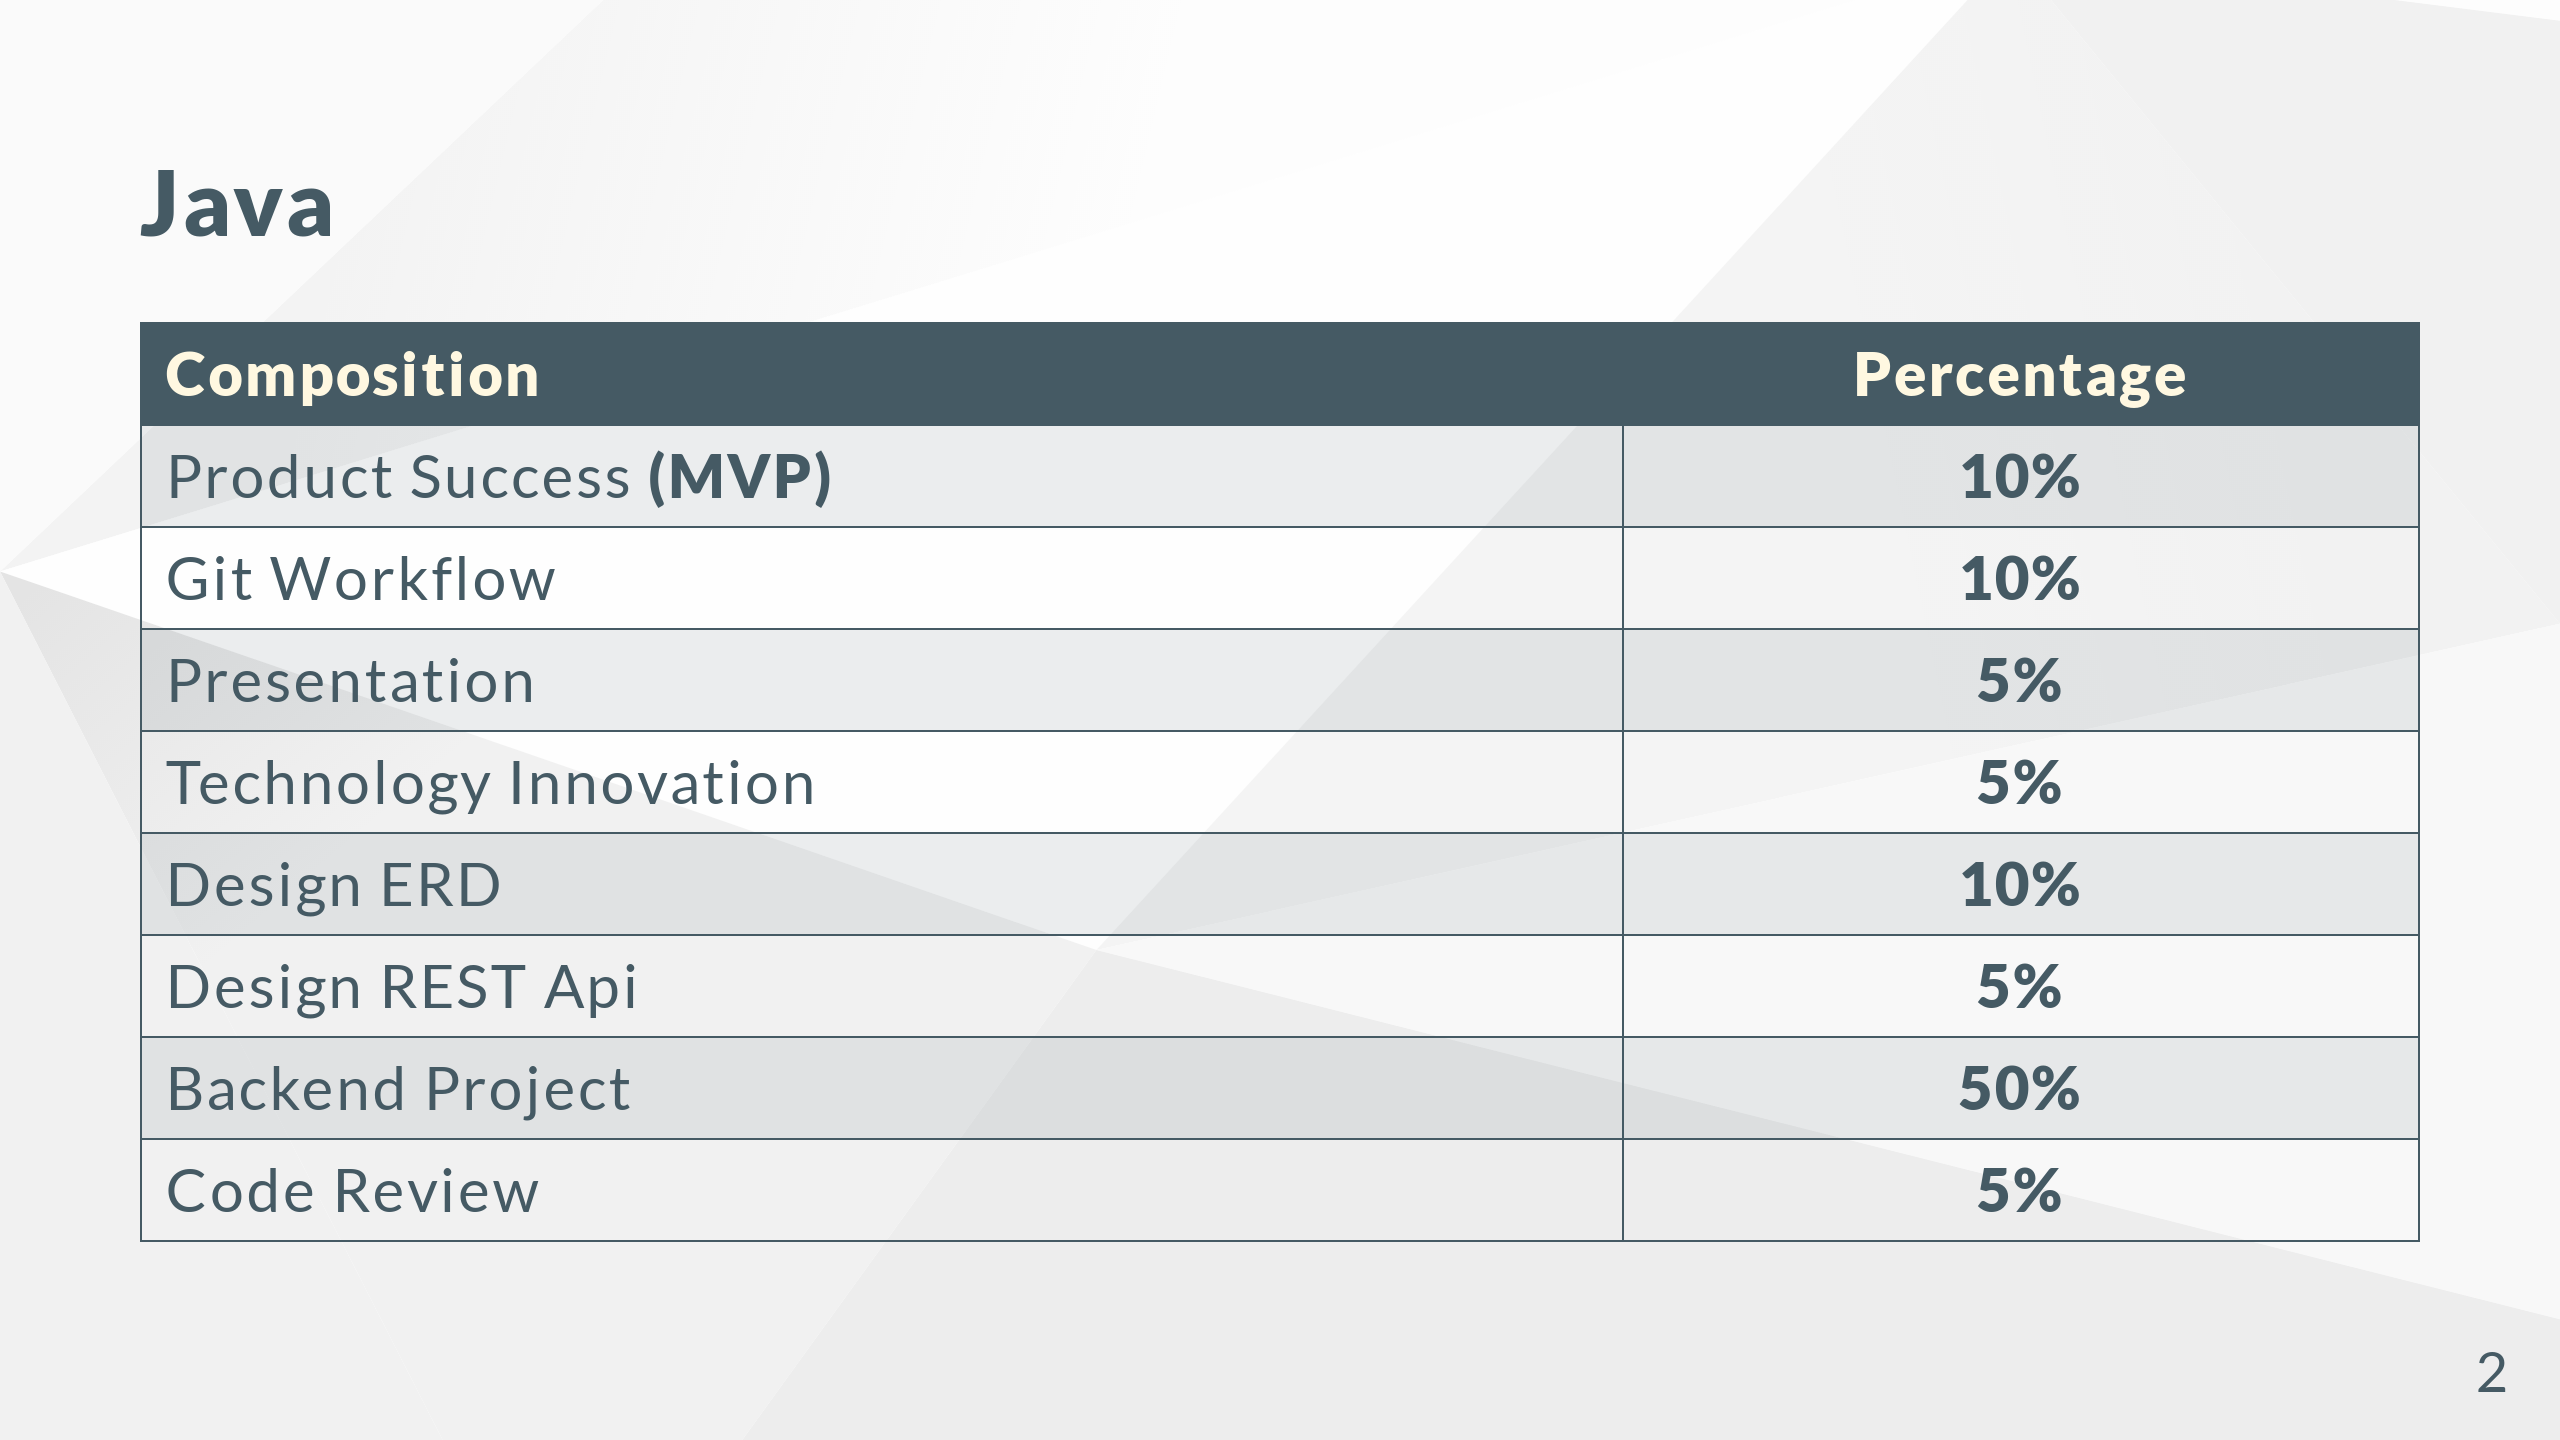 Java
Composition Percentage
Product Success (MVP) 10%
Git Workflow 10%
Presentation 5%
Technology Innovation 5%
Design ERD 10%
Design REST Api 5%
Backend Project 50%
Code Review 5%
2